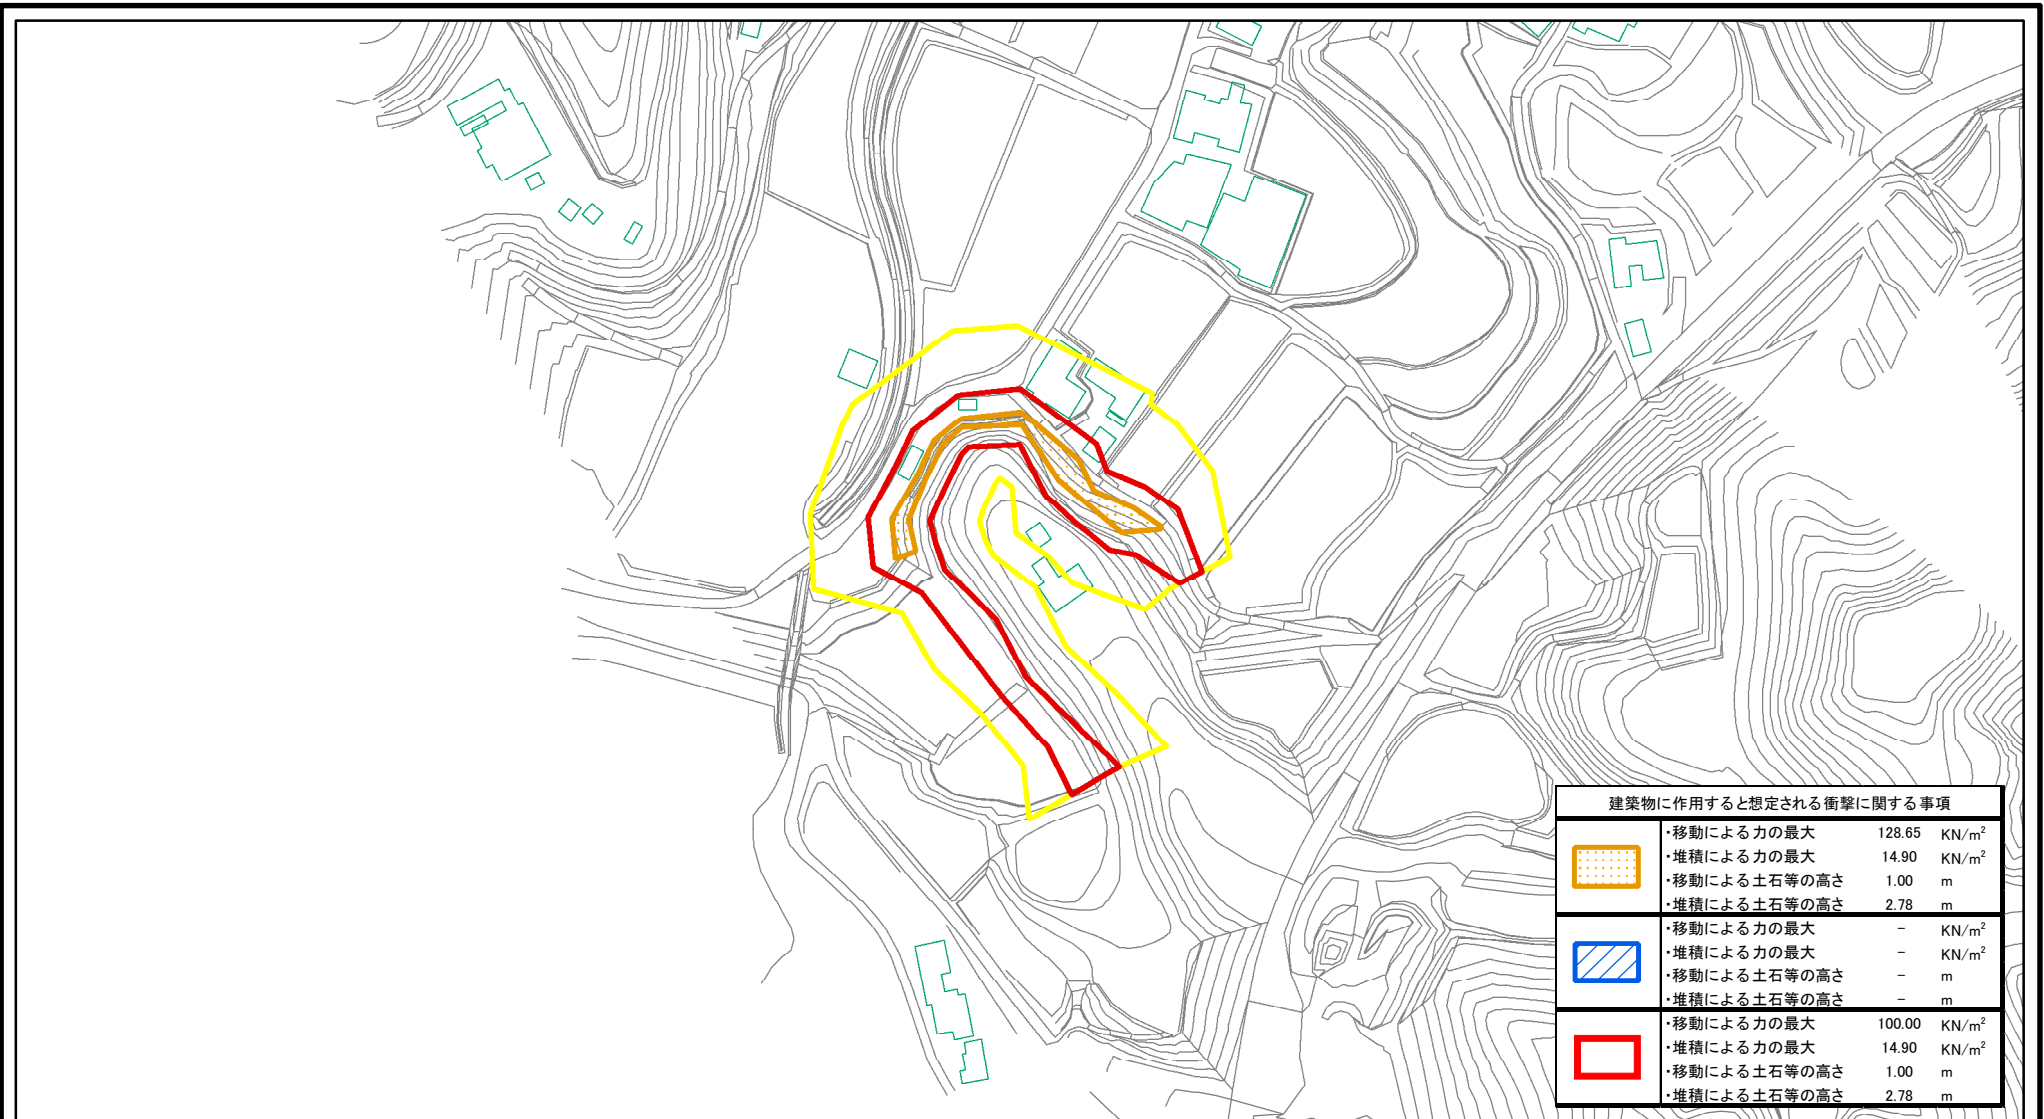 建築物に作用すると想定される衝撃に関する事項
・移動による力の最大 128.65 KN/m²
・堆積による力の最大 14.90 KN/m²
・移動による土石等の高さ 1.00 m
・堆積による土石等の高さ 2.78 m
・移動による力の最大 - KN/m²
・堆積による力の最大 - KN/m²
・移動による土石等の高さ - m
・堆積による土石等の高さ - m
・移動による力の最大 100.00 KN/m²
・堆積による力の最大 14.90 KN/m²
・移動による土石等の高さ 1.00 m
・堆積による土石等の高さ 2.78 m